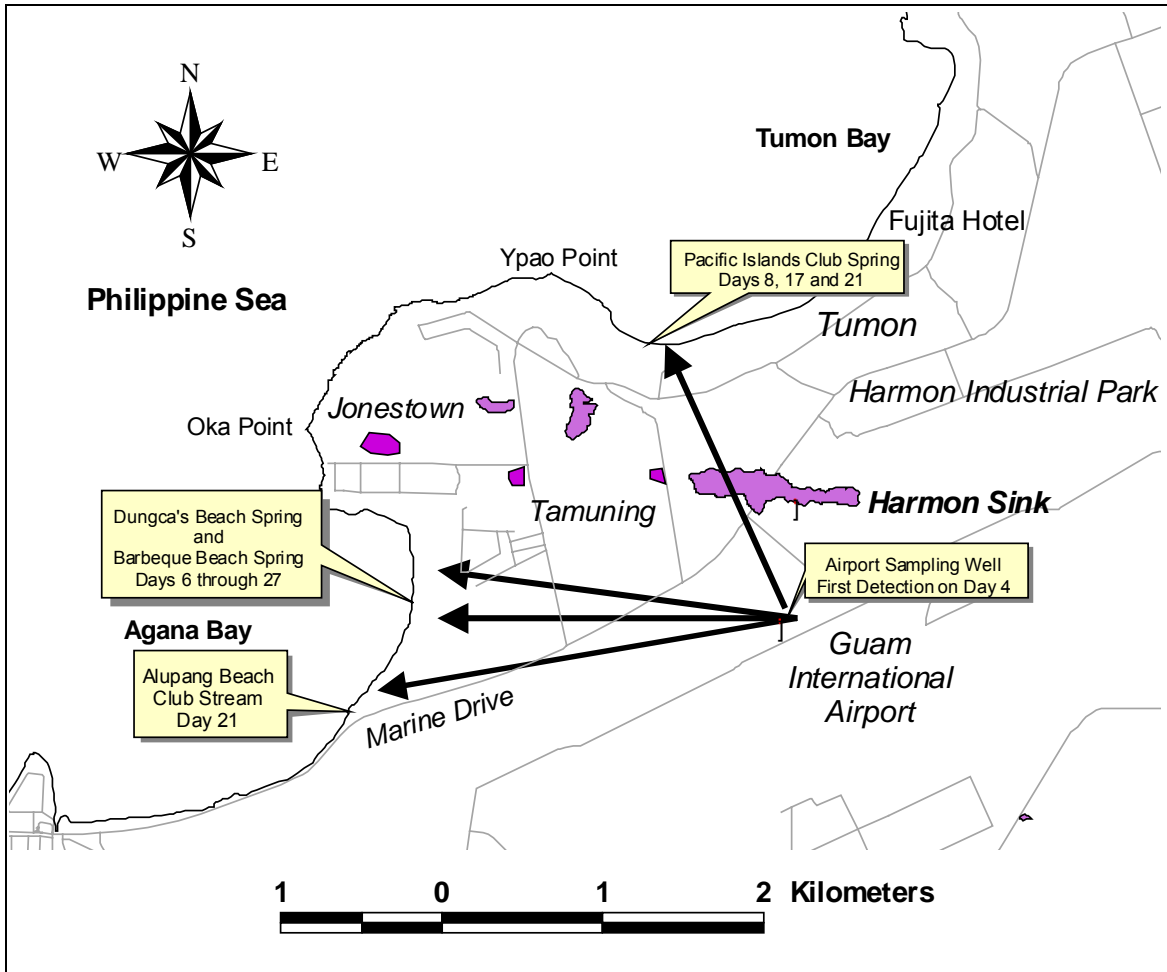 N
Tumon Bay
W
E
S
Fujita Hotel
Ypao Point
Pacific Islands Club Spring
Days 8, 17 and 21
Philippine Sea
Tumon
Harmon Industrial Park
Jonestown
Oka Point
Tamuning
Harmon Sink
Dungca's Beach Spring
and
Barbeque Beach Spring
Days 6 through 27
Airport Sampling Well
First Detection on Day 4
Agana Bay
Guam
International
Airport
Alupang Beach
Club Stream
Day 21
Marine Drive
1 0 1 2 Kilometers